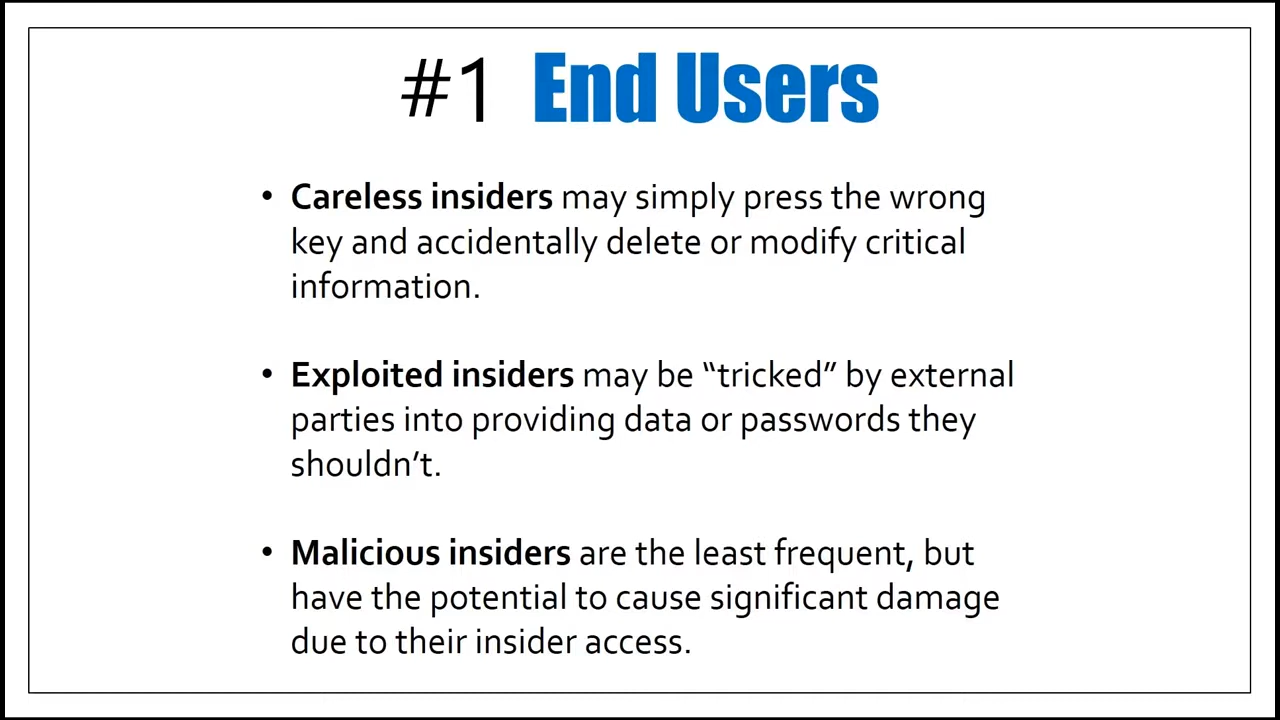 #1 End Users
• Careless insiders may simply press the wrong
key and accidentally delete or modify critical
information.
• Exploited insiders may be “tricked” by external
parties into providing data or passwords they
shouldn’t.
• Malicious insiders are the least frequent, but
have the potential to cause significant damage
due to their insider access.